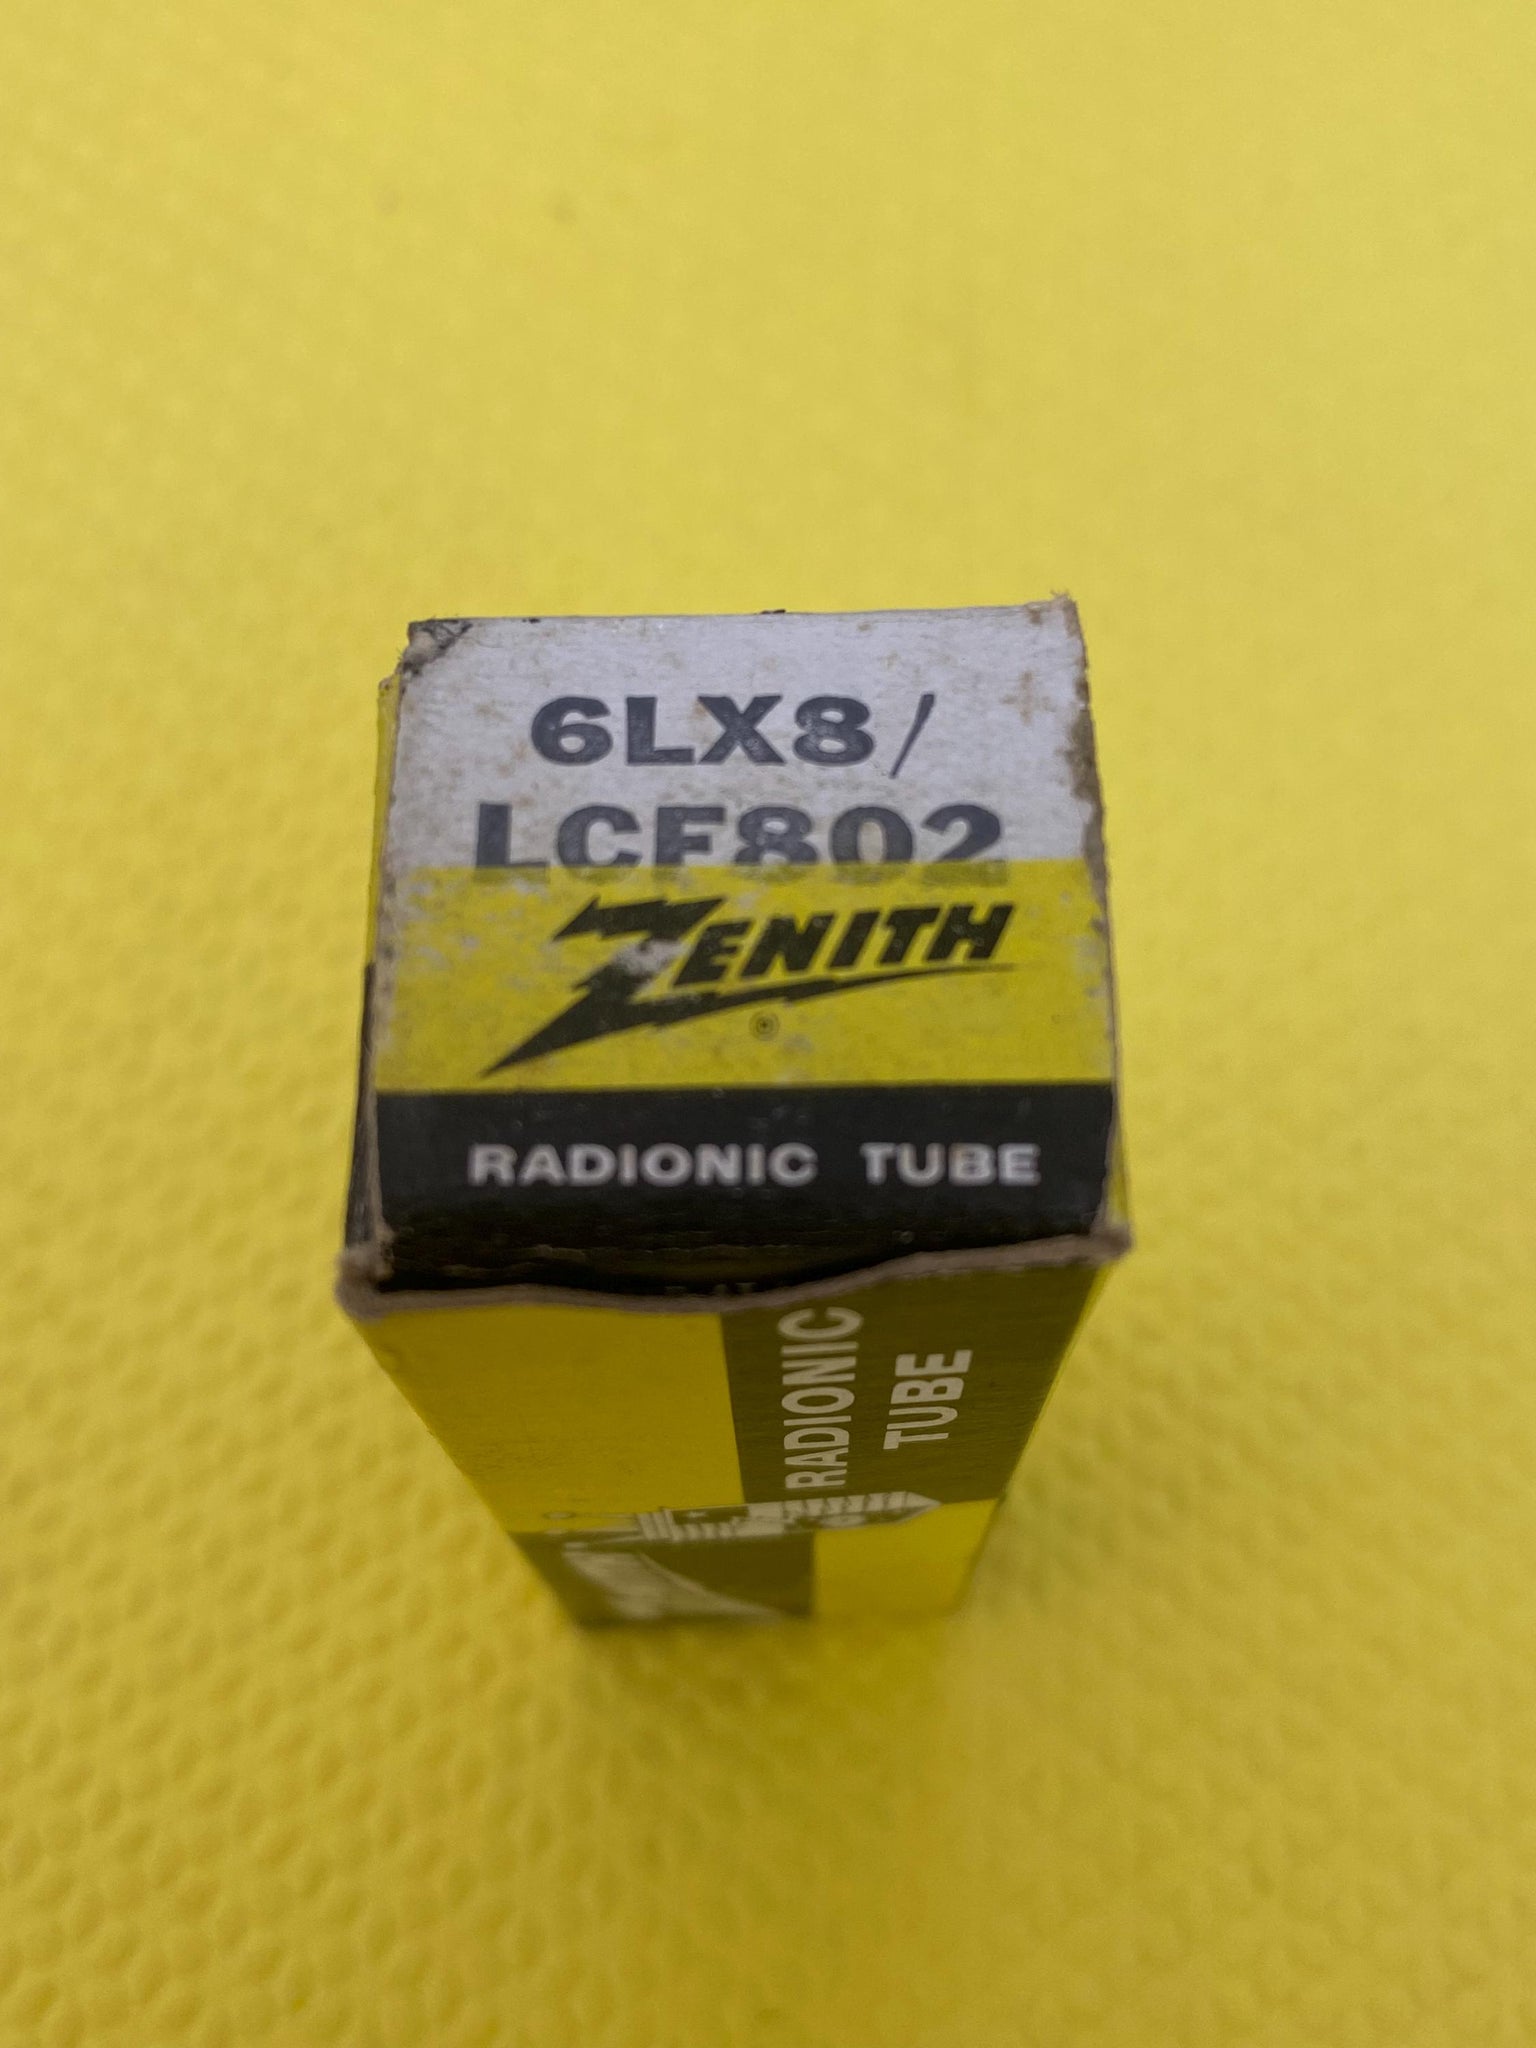 6LX8/
LCF802
ZENITH
®
RADIONIC TUBE
RADIONIC
TUBE